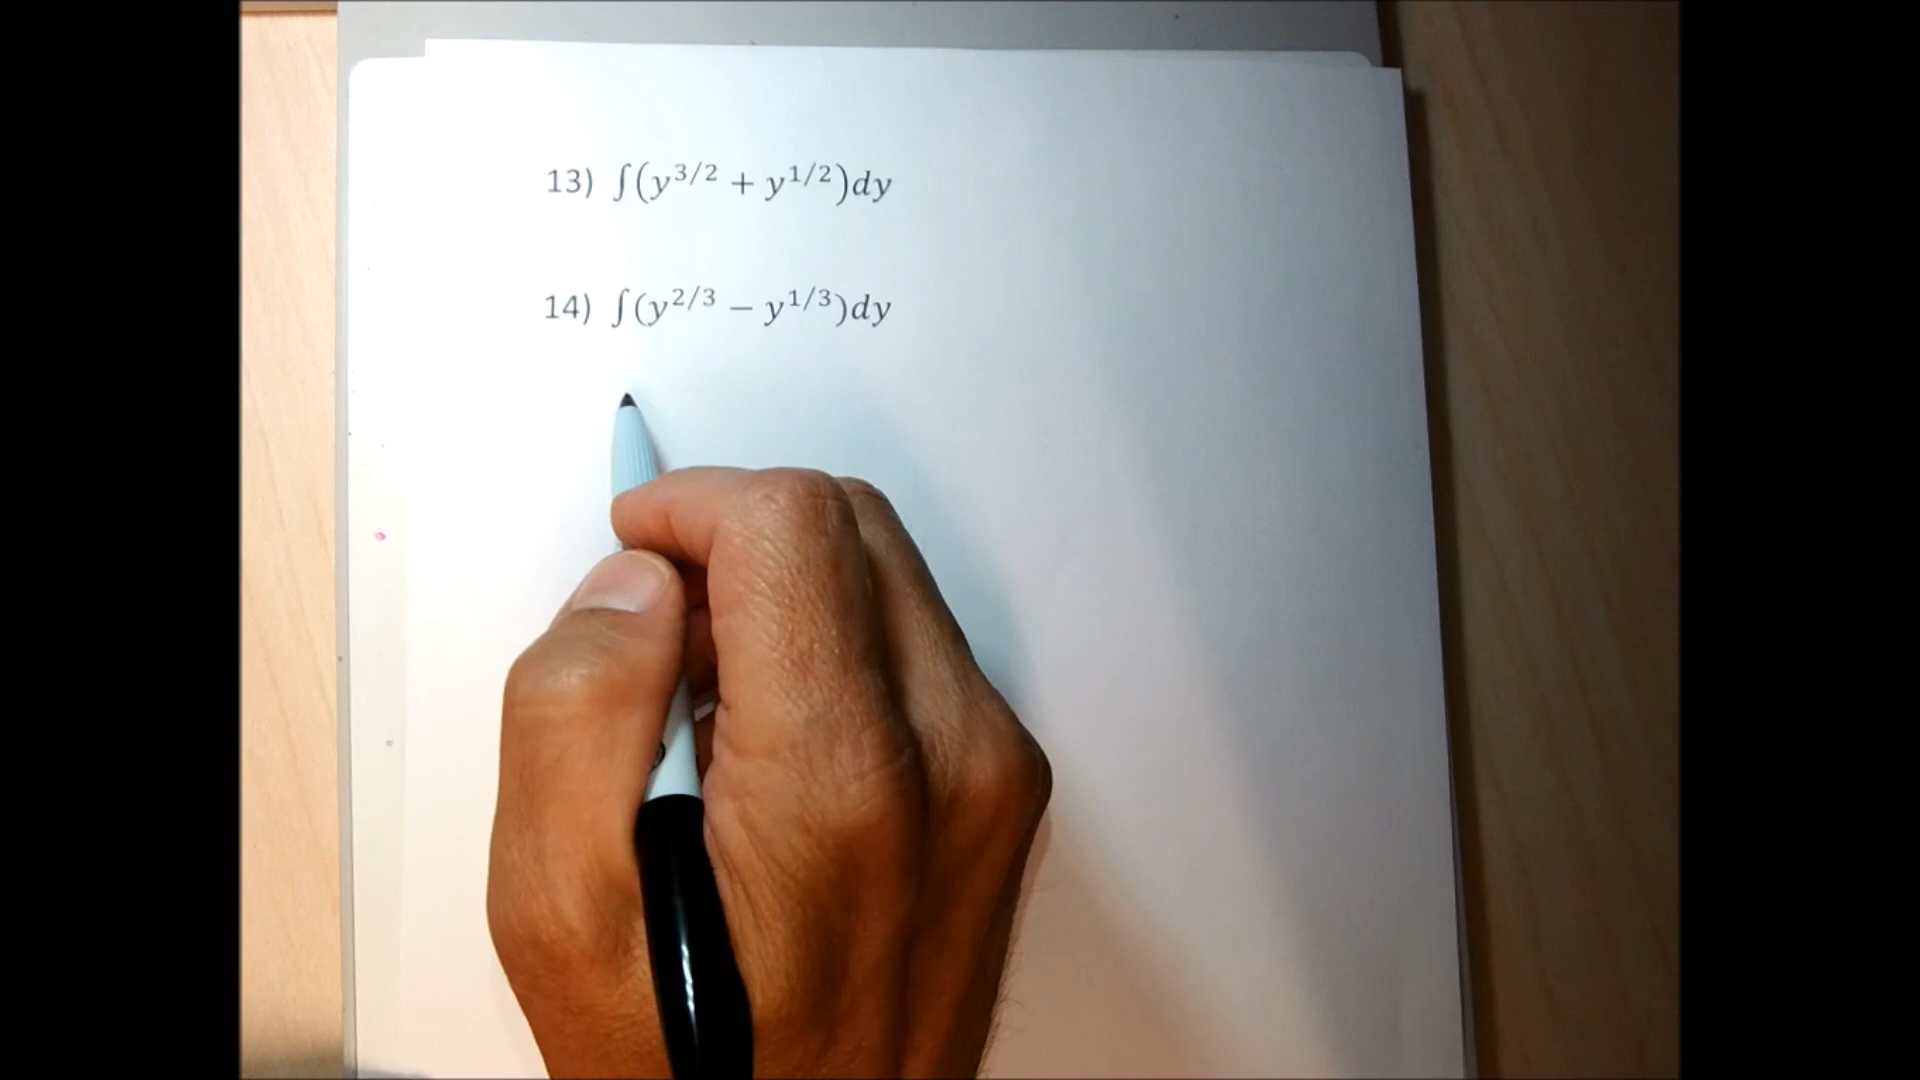 13) ∫(y^{3/2} + y^{1/2})dy
14) ∫(y^{2/3} − y^{1/3})dy